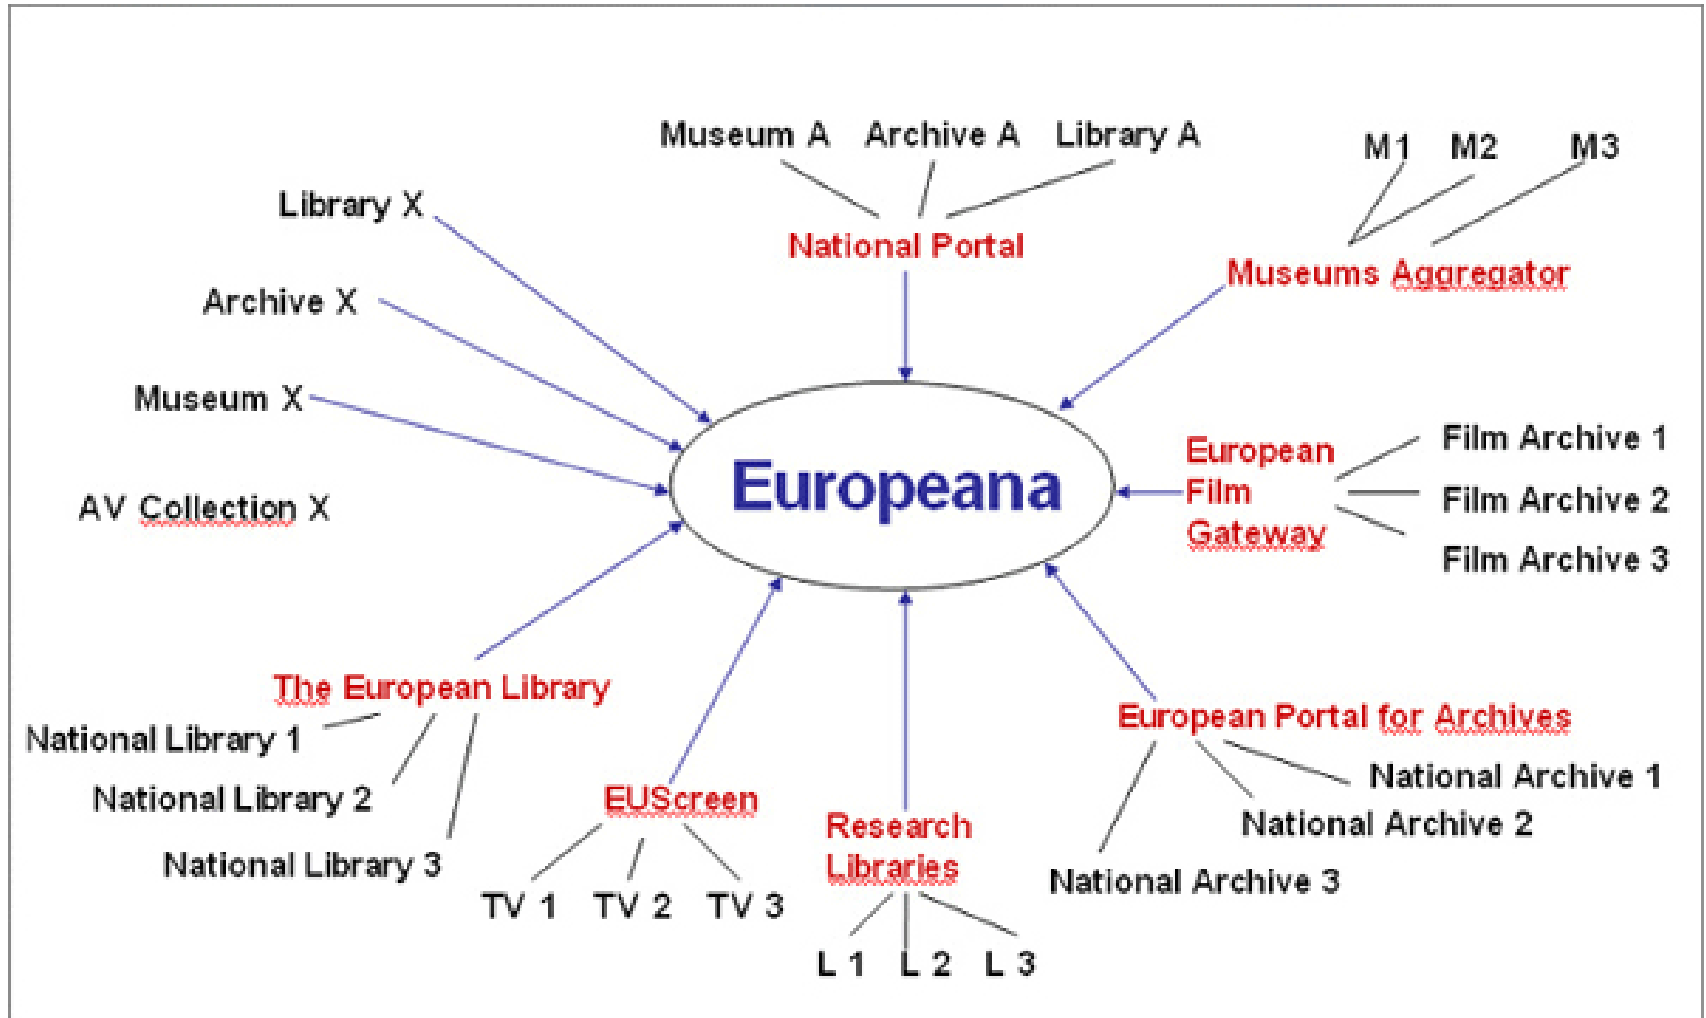 Museum A Archive A Library A
M1 M2 M3
Library X
National Portal
Museums Aggregator
Archive X
Museum X
Europeana
European
Film
Gateway
Film Archive 1
Film Archive 2
Film Archive 3
AV Collection X
The European Library
National Library 1
National Library 2
National Library 3
EUScreen
TV 1 TV 2 TV 3
Research
Libraries
L 1 L 2 L 3
European Portal for Archives
National Archive 1
National Archive 2
National Archive 3